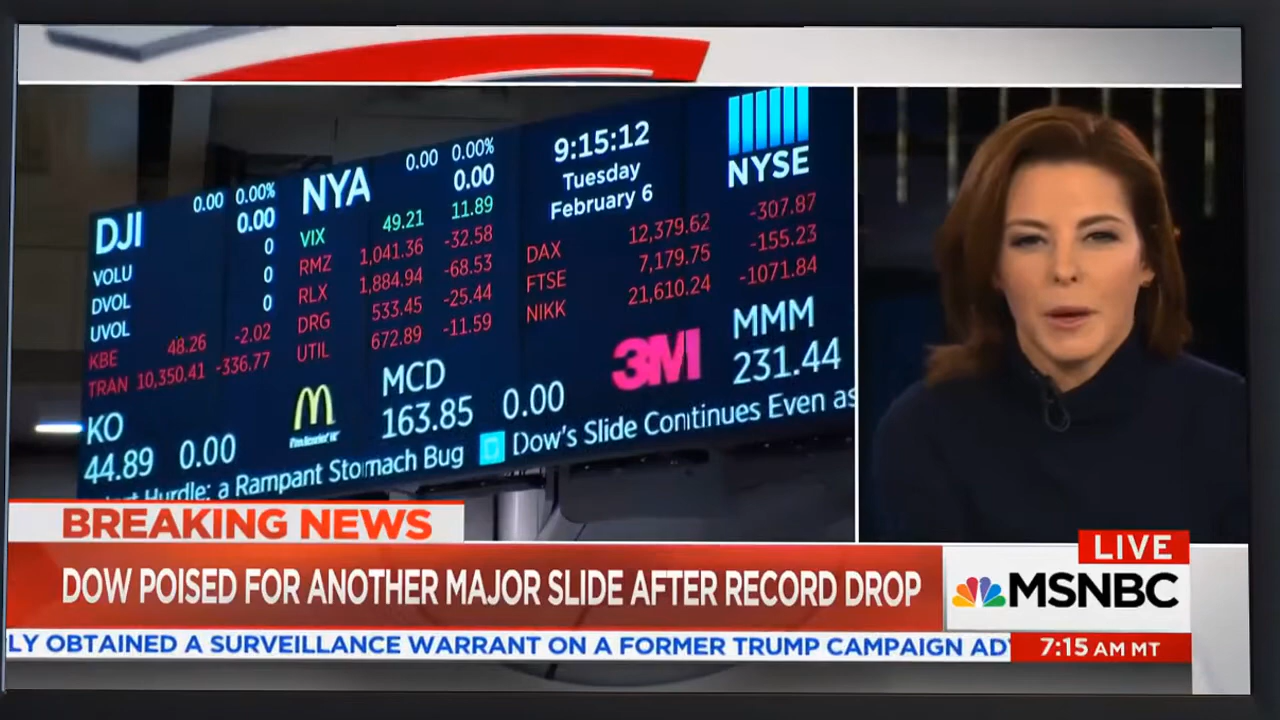 DJI 0.00 0.00%
0.00
VOLU 0
DVOL 0
UVOL 0
KBE 48.26 -2.02
TRAN 10,350.41 -336.77
NYA 0.00 0.00%
0.00
VIX 49.21 11.89
RMZ 1,041.36 -32.58
RLX 1,884.94 -68.53
DRG 533.45 -25.44
UTIL 672.89 -11.59
9:15:12
Tuesday
February 6
NYSE
DAX 12,379.62 -307.87
FTSE 7,179.75 -155.23
NIKK 21,610.24 -1071.84
KO
44.89 0.00
MCD
163.85 0.00
3M
MMM
231.44
Hurdle: a Rampant Stomach Bug Dow's Slide Continues Even as
BREAKING NEWS
DOW POISED FOR ANOTHER MAJOR SLIDE AFTER RECORD DROP
LIVE
MSNBC
LY OBTAINED A SURVEILLANCE WARRANT ON A FORMER TRUMP CAMPAIGN AD
7:15 AM MT